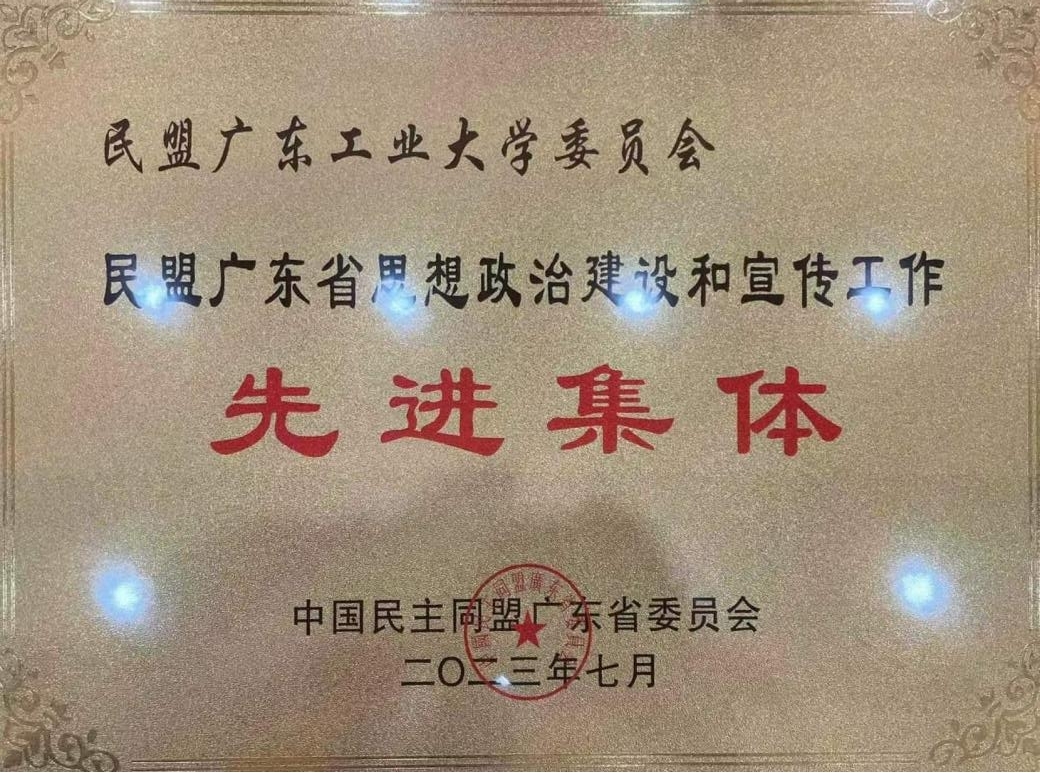 民盟广东工业大学委员会
民盟广东省思想政治建设和宣传工作
先进集体
中国民主同盟广东省委员会
二〇二三年七月